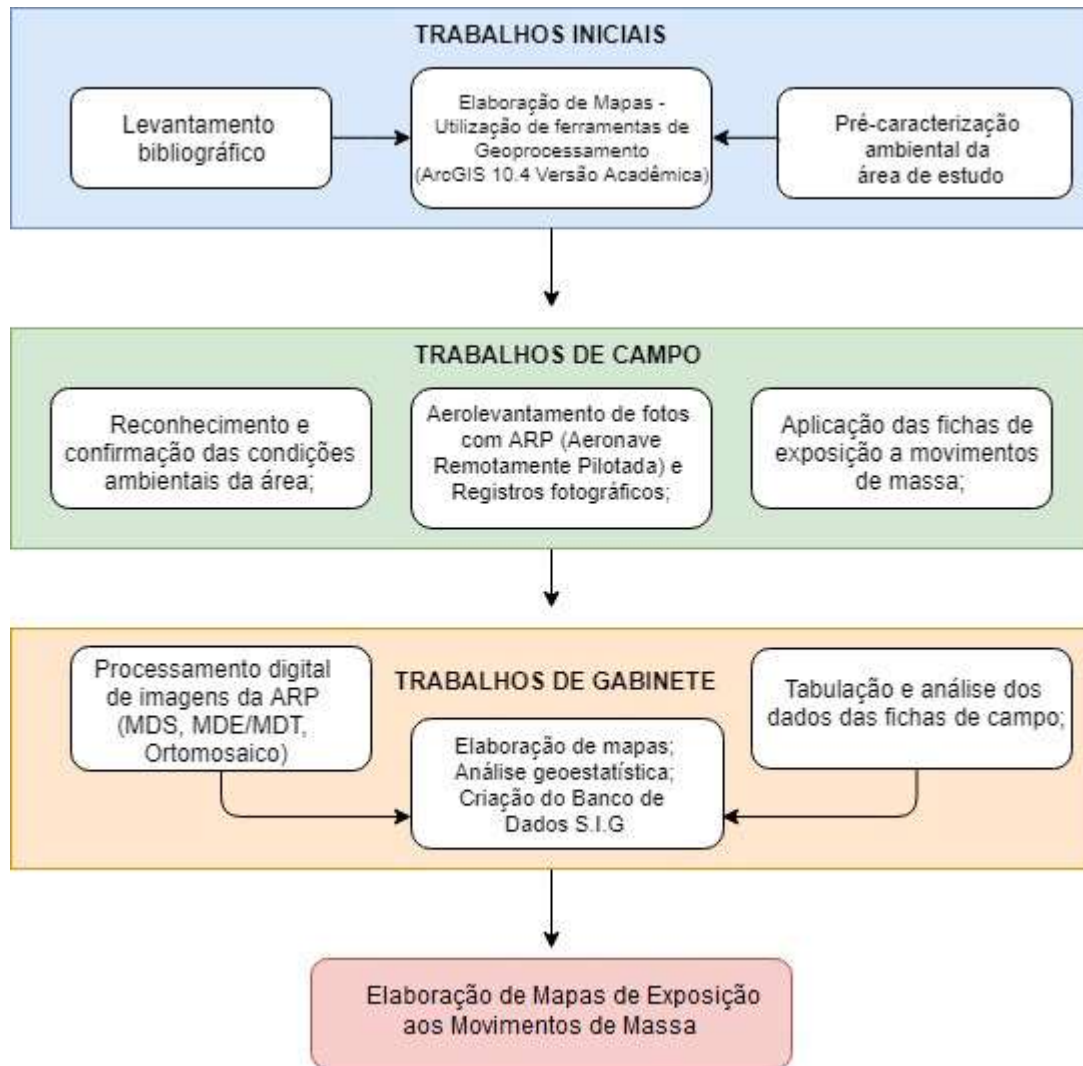 TRABALHOS INICIAIS
Levantamento
bibliográfico
Elaboração de Mapas -
Utilização de ferramentas de
Geoprocessamento
(ArcGIS 10.4 Versão Acadêmica)
Pré-caracterização
ambiental da
área de estudo
TRABALHOS DE CAMPO
Reconhecimento e
confirmação das condições
ambientais da área;
Aerolevantamento de fotos
com ARP (Aeronave
Remotamente Pilotada) e
Registros fotográficos;
Aplicação das fichas de
exposição a movimentos
de massa;
TRABALHOS DE GABINETE
Processamento digital
de imagens da ARP
(MDS, MDE/MDT,
Ortomosaico)
Elaboração de mapas;
Análise geoestatística;
Criação do Banco de
Dados S.I.G
Tabulação e análise dos
dados das fichas de campo;
Elaboração de Mapas de Exposição
aos Movimentos de Massa